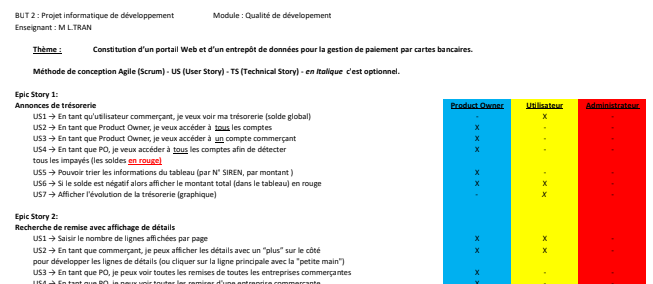 BUT 2 : Projet informatique de développement Module : Qualité de dévelopement
Enseignant : M L.TRAN
Thème : Constitution d'un portail Web et d'un entrepôt de données pour la gestion de paiement par cartes bancaires.
Méthode de conception Agile (Scrum) - US (User Story) - TS (Technical Story) - en Italique c'est optionnel.
Epic Story 1:
Annonces de trésorerie Product Owner Utilisateur Administrateur
US1 → En tant qu'utilisateur commerçant, je veux voir ma trésorerie (solde global) - X -
US2 → En tant que Product Owner, je veux accéder à tous les comptes X - -
US3 → En tant que Product Owner, je veux accéder à un compte commerçant X - -
US4 → En tant que PO, je veux accéder à tous les comptes afin de détecter X - -
tous les impayés (les soldes en rouge)
US5 → Pouvoir trier les informations du tableau (par N° SIREN, par montant ) X - -
US6 → Si le solde est négatif alors afficher le montant total (dans le tableau) en rouge X X -
US7 → Afficher l'évolution de la trésorerie (graphique) - X -
Epic Story 2:
Recherche de remise avec affichage de détails
US1 → Saisir le nombre de lignes affichées par page X X -
US2 → En tant que commerçant, je peux afficher les détails avec un "plus" sur le côté X X -
pour développer les lignes de détails (ou cliquer sur la ligne principale avec la "petite main")
US3 → En tant que PO, je peux voir toutes les remises de toutes les entreprises commerçantes X - -
US4 → En tant que PO, je peux voir toutes les remises d'une entreprise commerçante X - -